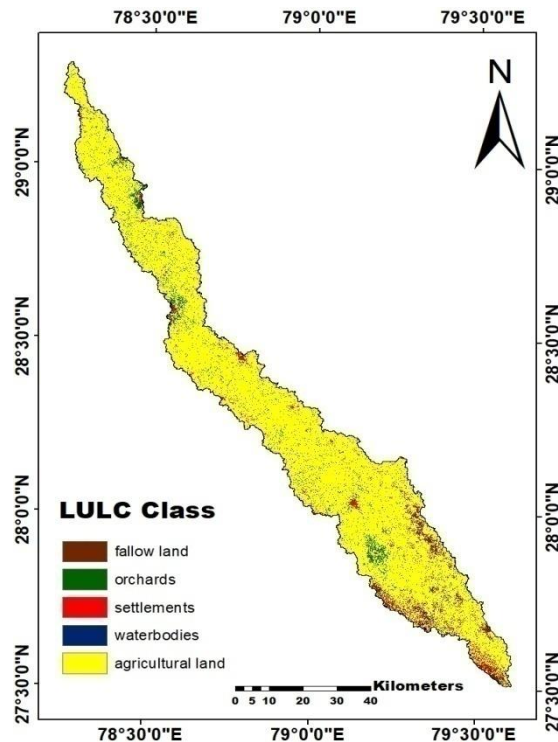 78°30'0"E 79°0'0"E 79°30'0"E
N
29°0'0"N 29°0'0"N
28°30'0"N 28°30'0"N
28°0'0"N 28°0'0"N
27°30'0"N 27°30'0"N
LULC Class
fallow land
orchards
settlements
waterbodies
agricultural land
Kilometers
0 5 10 20 30 40
78°30'0"E 79°0'0"E 79°30'0"E